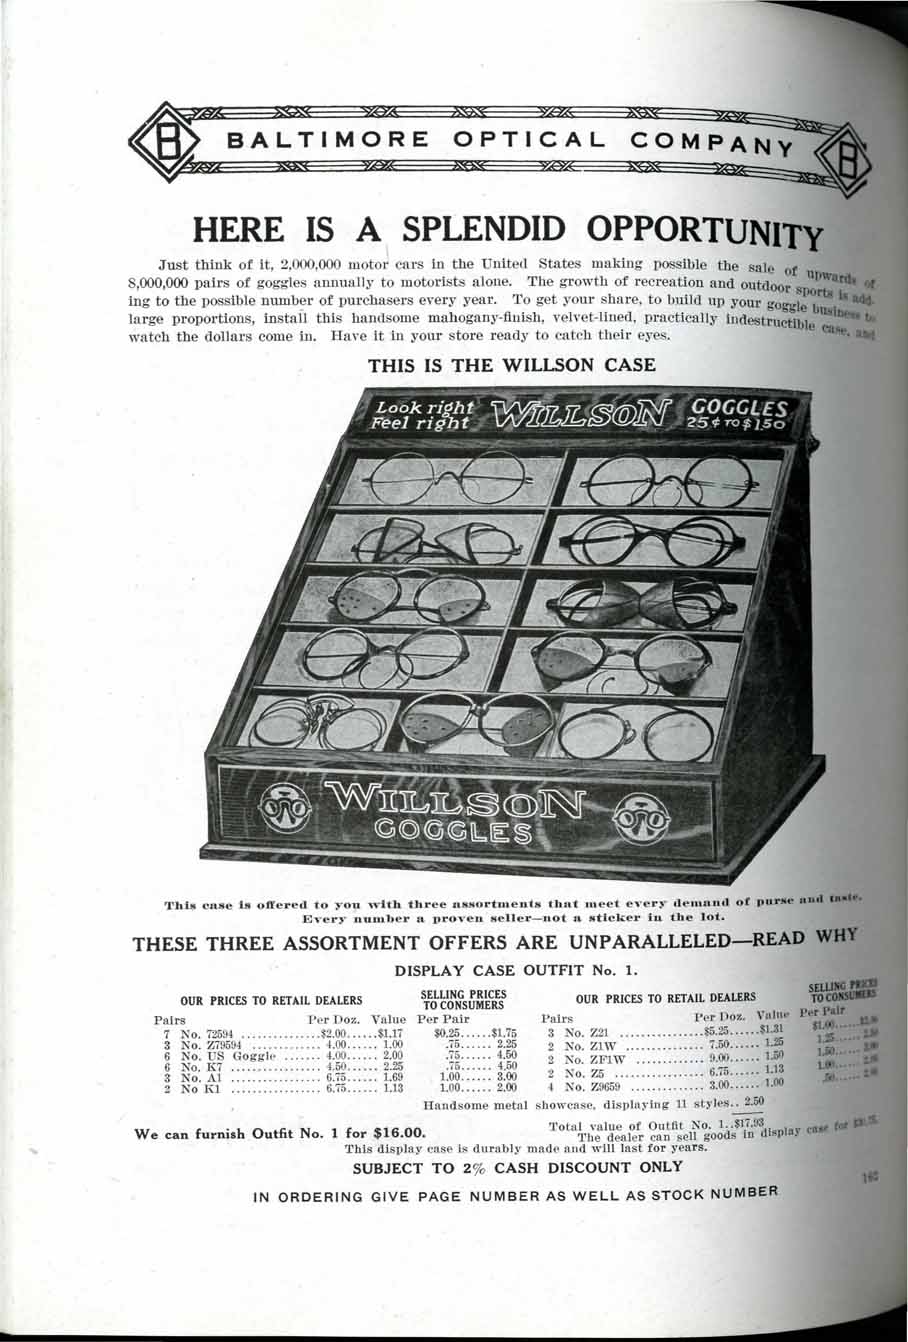 B BALTIMORE OPTICAL COMPANY B
HERE IS A SPLENDID OPPORTUNITY
Just think of it, 2,000,000 motor cars in the United States making possible the sale of upwards of
8,000,000 pairs of goggles annually to motorists alone. The growth of recreation and outdoor sports is add-
ing to the possible number of purchasers every year. To get your share, to build up your goggle business to
large proportions, install this handsome mahogany-finish, velvet-lined, practically indestructible case, and
watch the dollars come in. Have it in your store ready to catch their eyes.
THIS IS THE WILLSON CASE
Look right Feel right WILLSON GOGGLES 25¢ TO $1.50
WILLSON
GOGGLES
This case is offered to you with three assortments that meet every demand of purse and taste.
Every number a proven seller—not a sticker in the lot.
THESE THREE ASSORTMENT OFFERS ARE UNPARALLELED—READ WHY
DISPLAY CASE OUTFIT No. 1.
OUR PRICES TO RETAIL DEALERS SELLING PRICES TO CONSUMERS
Pairs Per Doz. Value Per Pair
7 No. 72594 ..............$2.00......$1.17 $0.25......$1.75
3 No. Z79594 .............. 4.00...... 1.00 .75...... 2.25
6 No. US Goggle ....... 4.00...... 2.00 .75...... 4.50
6 No. K7 ................. 4.50...... 2.25 .75...... 4.50
3 No. A1 ................. 6.75...... 1.69 1.00...... 3.00
2 No K1 ................. 6.75...... 1.13 1.00...... 2.00
OUR PRICES TO RETAIL DEALERS SELLING PRICES TO CONSUMERS
Pairs Per Doz. Value Per Pair
3 No. Z21 ................$5.25......$1.31 $1.00......
2 No. Z1W ................ 7.50...... 1.25 1.25......
2 No. ZF1W .............. 9.00...... 1.50 1.50......
2 No. Z5 ................. 6.75...... 1.13 1.00......
4 No. Z9659 .............. 3.00...... 1.00 .50......
Handsome metal showcase, displaying 11 styles.. 2.50
Total value of Outfit No. 1..$17.93
We can furnish Outfit No. 1 for $16.00.
The dealer can sell goods in display case for
This display case is durably made and will last for years.
SUBJECT TO 2% CASH DISCOUNT ONLY
IN ORDERING GIVE PAGE NUMBER AS WELL AS STOCK NUMBER